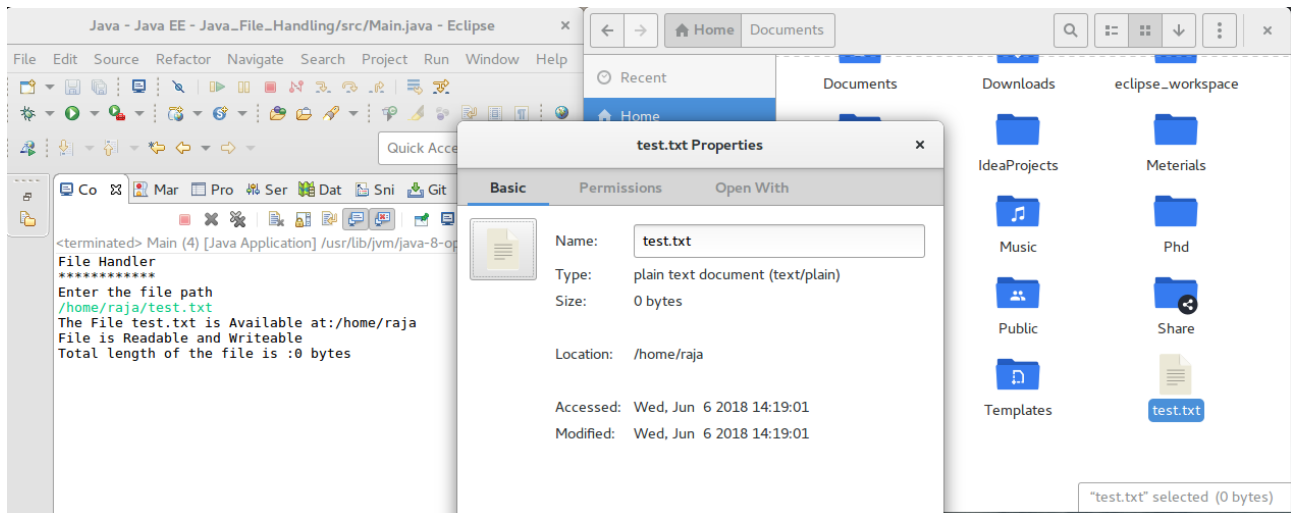 Java - Java EE - Java_File_Handling/src/Main.java - Eclipse
File Edit Source Refactor Navigate Search Project Run Window Help
Quick Acce
Co Mar Pro Ser Dat Sni Git
<terminated> Main (4) [Java Application] /usr/lib/jvm/java-8-op
File Handler
************
Enter the file path
/home/raja/test.txt
The File test.txt is Available at:/home/raja
File is Readable and Writeable
Total length of the file is :0 bytes
Home Documents
Recent
Home
Documents Downloads eclipse_workspace
IdeaProjects Meterials
Music Phd
Public Share
Templates test.txt
"test.txt" selected (0 bytes)
test.txt Properties
Basic Permissions Open With
Name: test.txt
Type: plain text document (text/plain)
Size: 0 bytes
Location: /home/raja
Accessed: Wed, Jun 6 2018 14:19:01
Modified: Wed, Jun 6 2018 14:19:01